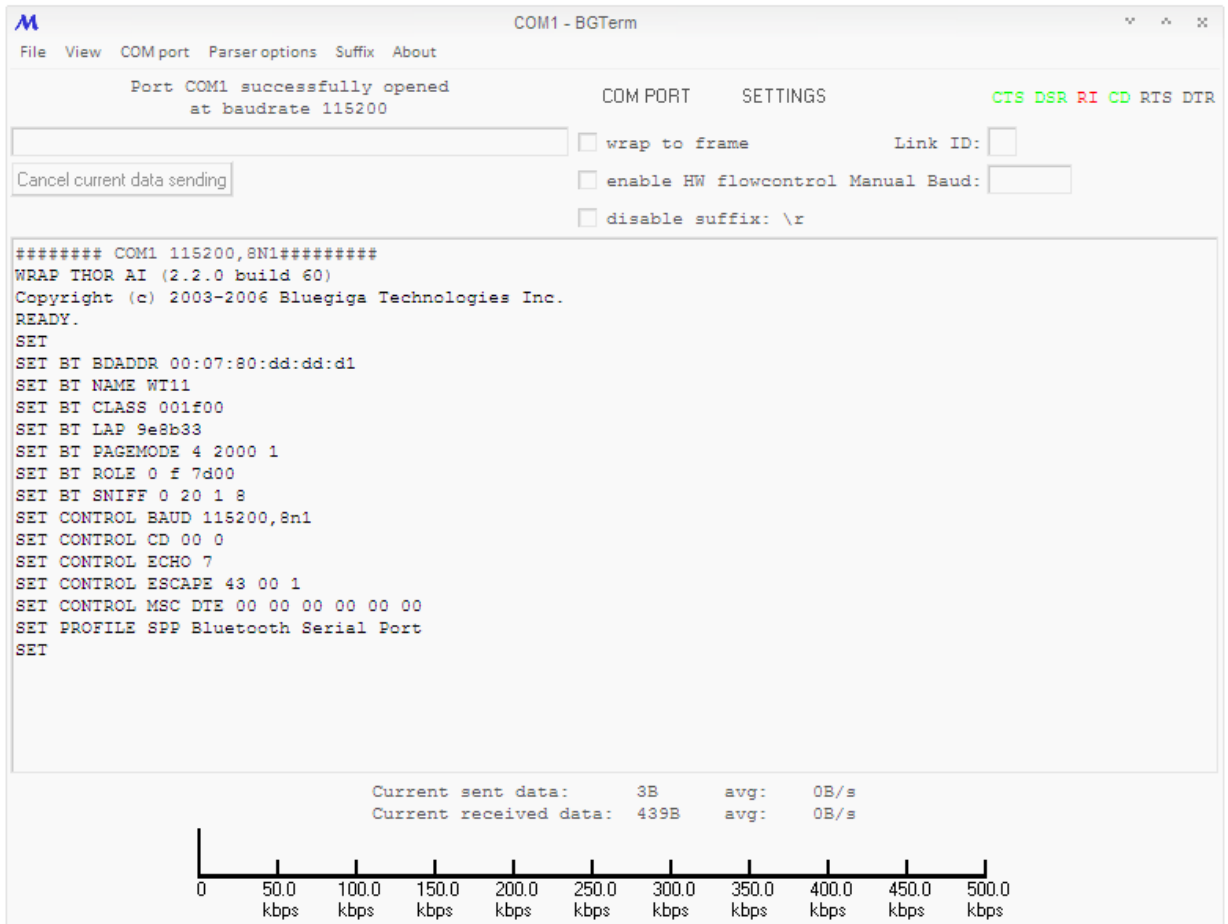 COM1 - BGTerm
File View COM port Parser options Suffix About
Port COM1 successfully opened
at baudrate 115200
COM PORT SETTINGS
CTS DSR RI CD RTS DTR
wrap to frame Link ID:
Cancel current data sending
enable HW flowcontrol Manual Baud:
disable suffix: \r
######## COM1 115200,8N1#########
WRAP THOR AI (2.2.0 build 60)
Copyright (c) 2003-2006 Bluegiga Technologies Inc.
READY.
SET
SET BT BDADDR 00:07:80:dd:dd:d1
SET BT NAME WT11
SET BT CLASS 001f00
SET BT LAP 9e8b33
SET BT PAGEMODE 4 2000 1
SET BT ROLE 0 f 7d00
SET BT SNIFF 0 20 1 8
SET CONTROL BAUD 115200,8n1
SET CONTROL CD 00 0
SET CONTROL ECHO 7
SET CONTROL ESCAPE 43 00 1
SET CONTROL MSC DTE 00 00 00 00 00 00
SET PROFILE SPP Bluetooth Serial Port
SET
Current sent data: 3B avg: 0B/s
Current received data: 439B avg: 0B/s
0 50.0 100.0 150.0 200.0 250.0 300.0 350.0 400.0 450.0 500.0
kbps kbps kbps kbps kbps kbps kbps kbps kbps kbps